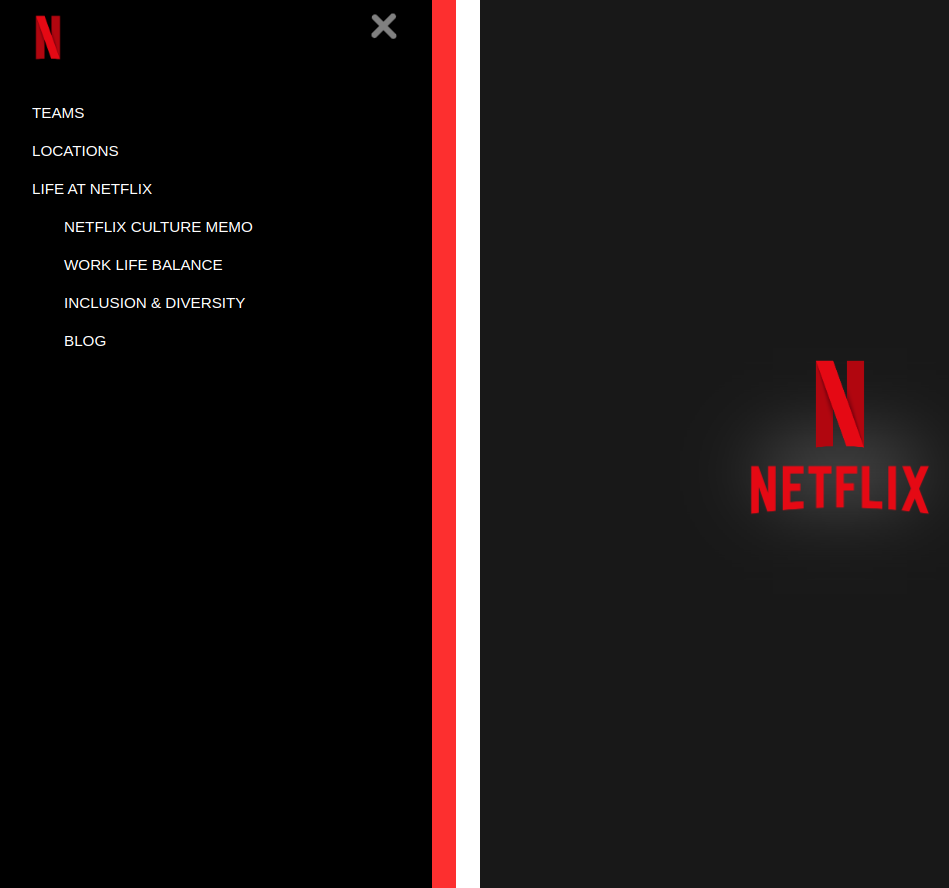 N
TEAMS
LOCATIONS
LIFE AT NETFLIX
NETFLIX CULTURE MEMO
WORK LIFE BALANCE
INCLUSION & DIVERSITY
BLOG
N
NETFLIX